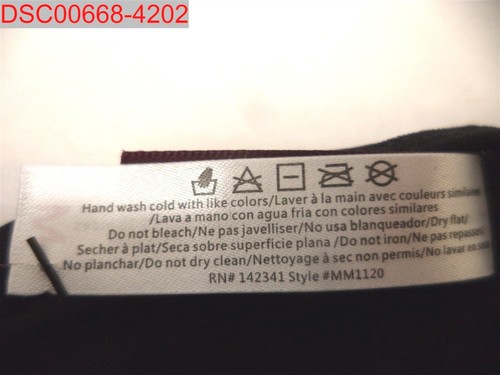 DSC00668-4202
Hand wash cold with like colors/Laver à la main avec couleurs similaires
/Lava a mano con agua fria con colores similares
Do not bleach/Ne pas javelliser/No usa blanqueador/Dry flat/
Secher à plat/Seca sobre superficie plana /Do not iron/Ne pas repassez
No planchar/Do not dry clean/Nettoyage à sec non permis/No lavar en
RN# 142341 Style #MM1120